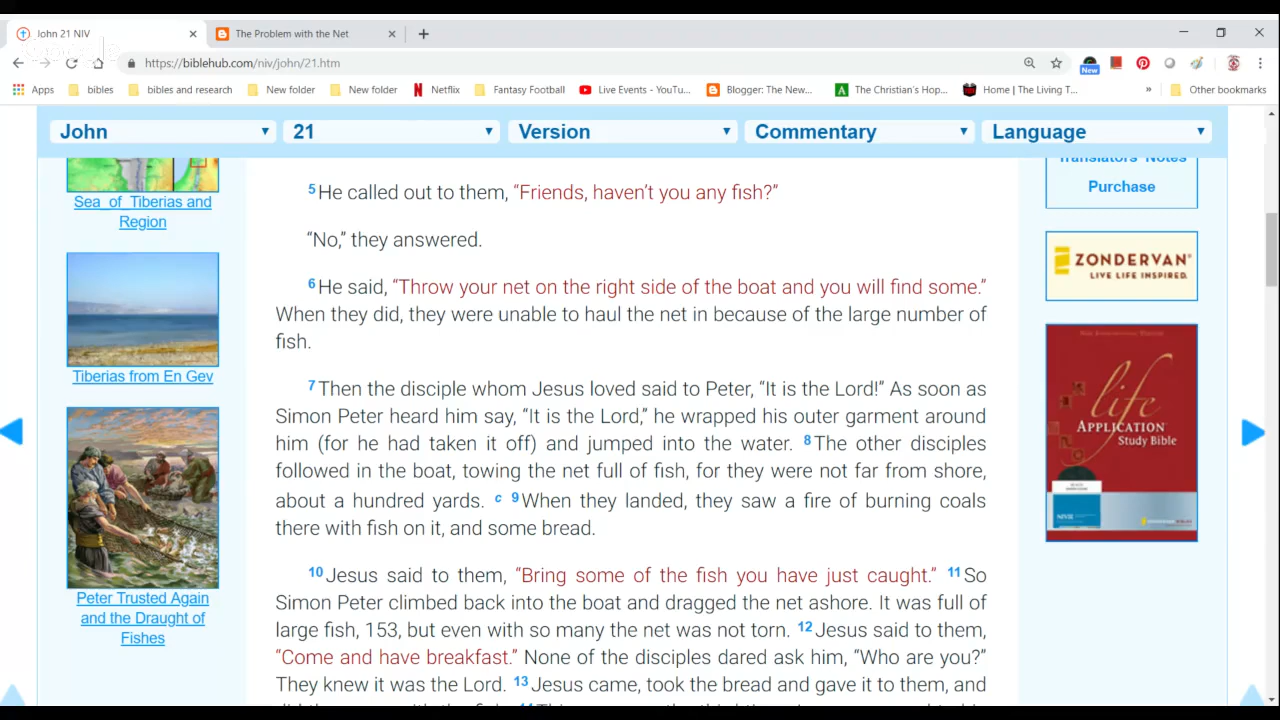 John 21 NIV
The Problem with the Net
https://biblehub.com/niv/john/21.htm
New
Apps
bibles
bibles and research
New folder
New folder
Netflix
Fantasy Football
Live Events - YouTu...
Blogger: The New...
The Christian's Hop...
Home | The Living T...
»
Other bookmarks
John
21
Version
Commentary
Language
Sea of Tiberias and
Region
Tiberias from En Gev
Peter Trusted Again
and the Draught of
Fishes
5 He called out to them, “Friends, haven’t you any fish?”
“No,” they answered.
6 He said, “Throw your net on the right side of the boat and you will find some.”
When they did, they were unable to haul the net in because of the large number of
fish.
7 Then the disciple whom Jesus loved said to Peter, “It is the Lord!” As soon as
Simon Peter heard him say, “It is the Lord,” he wrapped his outer garment around
him (for he had taken it off) and jumped into the water. 8 The other disciples
followed in the boat, towing the net full of fish, for they were not far from shore,
about a hundred yards. c 9 When they landed, they saw a fire of burning coals
there with fish on it, and some bread.
10 Jesus said to them, “Bring some of the fish you have just caught.” 11 So
Simon Peter climbed back into the boat and dragged the net ashore. It was full of
large fish, 153, but even with so many the net was not torn. 12 Jesus said to them,
“Come and have breakfast.” None of the disciples dared ask him, “Who are you?”
They knew it was the Lord. 13 Jesus came, took the bread and gave it to them, and
Translators' Notes
Purchase
ZONDERVAN
LIVE LIFE INSPIRED.
life
APPLICATION
Study Bible